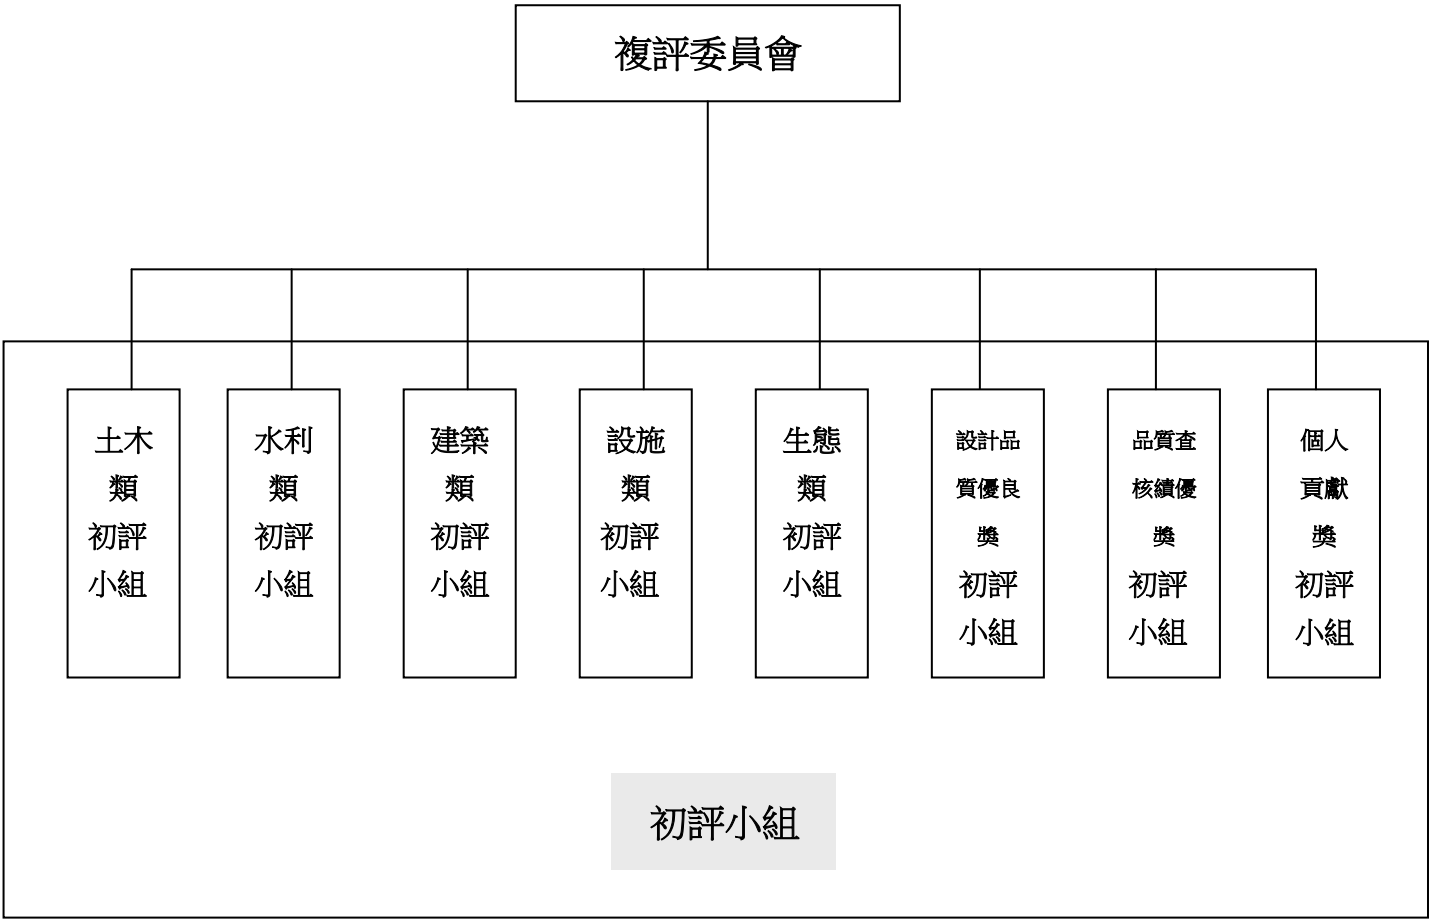 複評委員會
土木
類
初評
小組
水利
類
初評
小組
建築
類
初評
小組
設施
類
初評
小組
生態
類
初評
小組
設計品
質優良
獎
初評
小組
品質查
核績優
獎
初評
小組
個人
貢獻
獎
初評
小組
初評小組